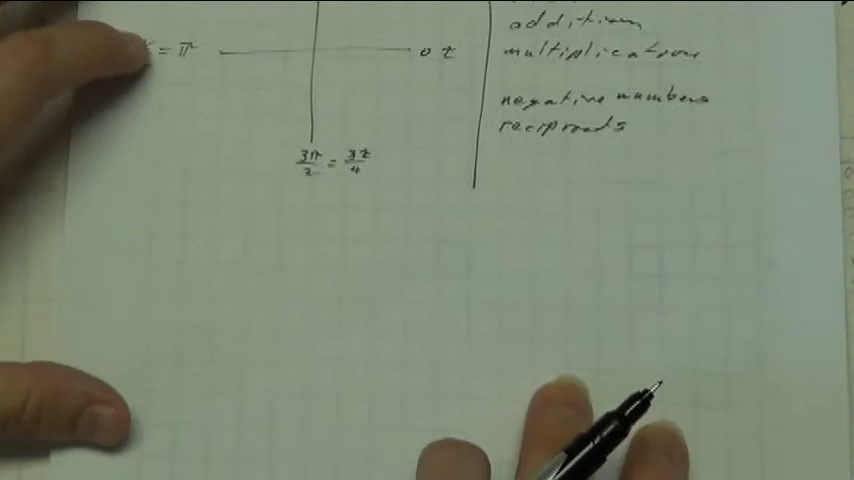 = π
0 τ
3π/2 = 3τ/4
addition
multiplication
negative numbers
reciprocals